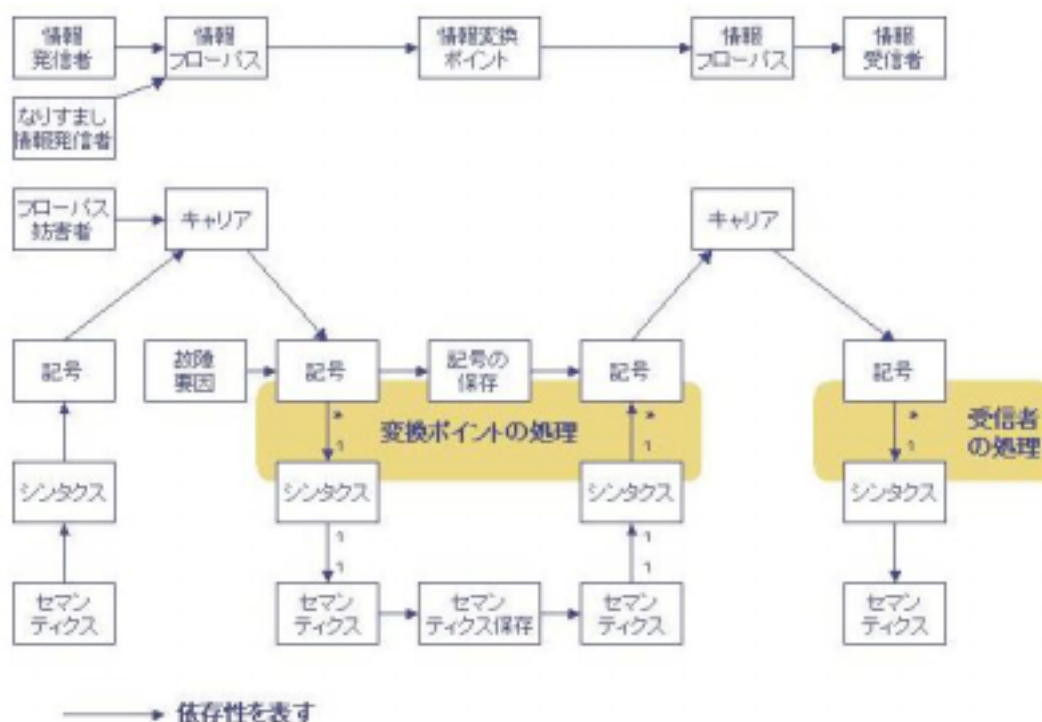 情報
発信者
情報
フローパス
情報変換
ポイント
情報
フローパス
情報
受信者
なりすまし
情報発信者
フローパス
妨害者
キャリア
キャリア
記号
故障
要因
記号
記号の
保存
記号
記号
*
1
変換ポイントの処理
*
1
*
1
受信者
の処理
シンタクス
シンタクス
シンタクス
シンタクス
1
1
1
1
セマン
ティクス
セマン
ティクス
セマン
ティクス保存
セマン
ティクス
セマン
ティクス
依存性を表す